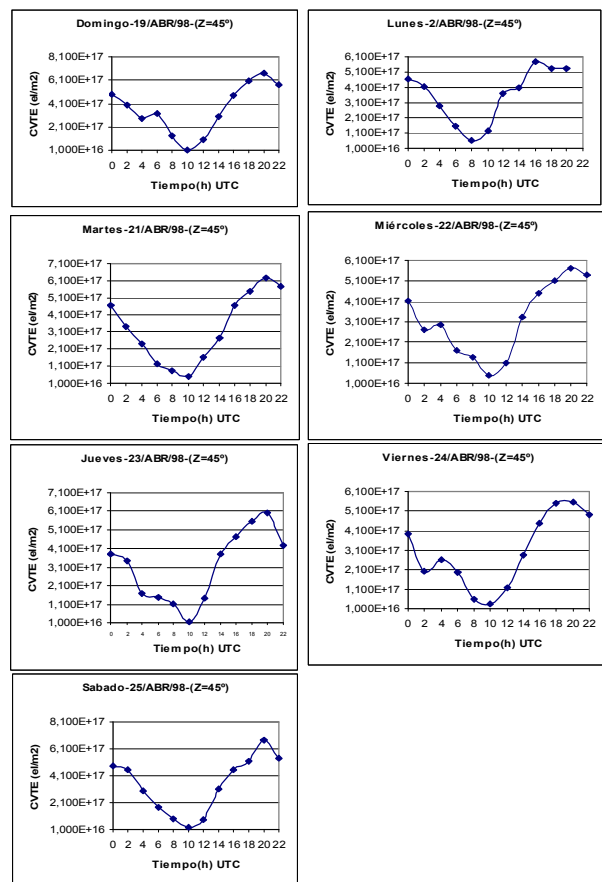 Domingo-19/ABR/98-(Z=45º)
CVTE (el/m2)
8,100E+17
6,100E+17
4,100E+17
2,100E+17
1,000E+16
0 2 4 6 8 10 12 14 16 18 20 22
Tiempo(h) UTC
Lunes-2/ABR/98-(Z=45º)
CVTE (el/m2)
6,100E+17
5,100E+17
4,100E+17
3,100E+17
2,100E+17
1,100E+17
1,000E+16
0 2 4 6 8 10 12 14 16 18 20 22
Tiempo(h) UTC
Martes-21/ABR/98-(Z=45º)
CVTE (el/m2)
7,100E+17
6,100E+17
5,100E+17
4,100E+17
3,100E+17
2,100E+17
1,100E+17
1,000E+16
0 2 4 6 8 10 12 14 16 18 20 22
Tiempo(h) UTC
Miércoles-22/ABR/98-(Z=45º)
CVTE (el/m2)
6,100E+17
5,100E+17
4,100E+17
3,100E+17
2,100E+17
1,100E+17
1,000E+16
0 2 4 6 8 10 12 14 16 18 20 22
Tiempo(h) UTC
Jueves-23/ABR/98-(Z=45º)
CVTE (el/m2)
7,100E+17
6,100E+17
5,100E+17
4,100E+17
3,100E+17
2,100E+17
1,100E+17
1,000E+16
0 2 4 6 8 10 12 14 16 18 20 22
Tiempo(h) UTC
Viernes-24/ABR/98-(Z=45º)
CVTE (el/m2)
6,100E+17
5,100E+17
4,100E+17
3,100E+17
2,100E+17
1,100E+17
1,000E+16
0 2 4 6 8 10 12 14 16 18 20 22
Tiempo(h) UTC
Sabado-25/ABR/98-(Z=45º)
CVTE (el/m2)
8,100E+17
6,100E+17
4,100E+17
2,100E+17
1,000E+16
0 2 4 6 8 10 12 14 16 18 20 22
Tiempo(h) UTC